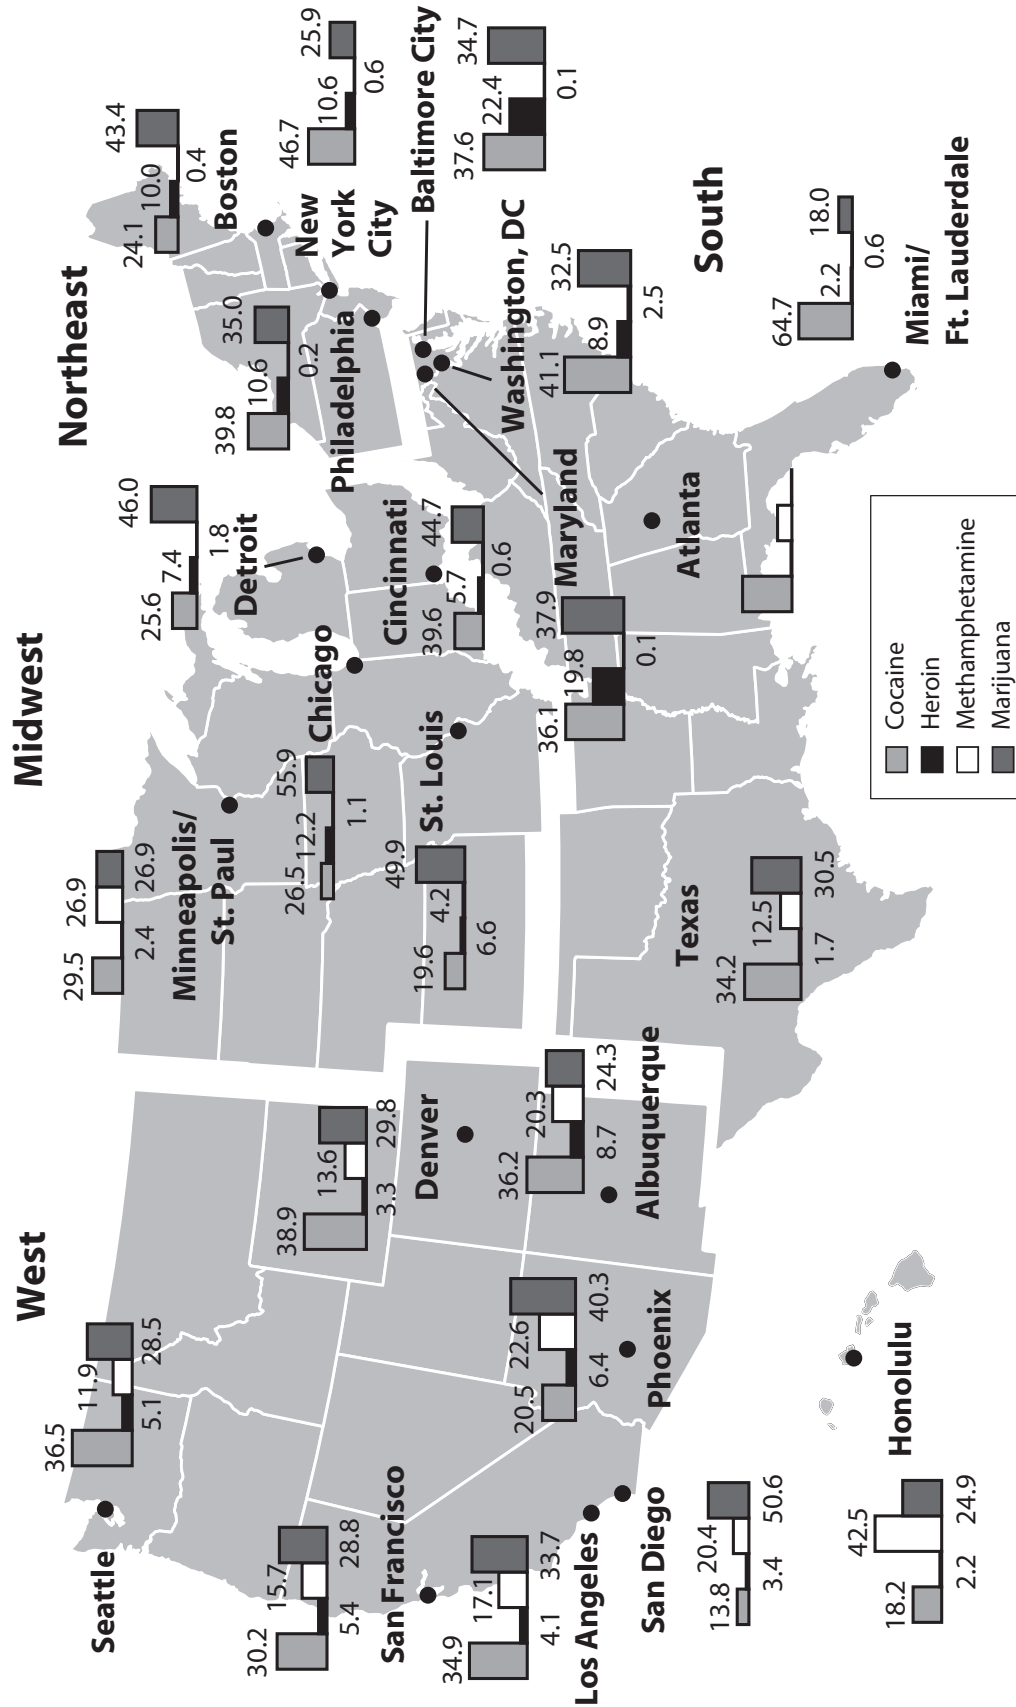 West
Midwest
Northeast
South
Seattle
36.5
5.1
11.9
28.5
San Francisco
30.2
5.4
15.7
28.8
Los Angeles
34.9
4.1
17.1
33.7
San Diego
13.8
3.4
20.4
50.6
Honolulu
18.2
2.2
42.5
24.9
Phoenix
20.5
6.4
22.6
40.3
Denver
38.9
3.3
13.6
29.8
Albuquerque
36.2
8.7
20.3
24.3
Minneapolis/
St. Paul
29.5
2.4
26.9
26.9
Chicago
26.5
12.2
1.1
55.9
St. Louis
19.6
4.2
6.6
49.9
Detroit
25.6
7.4
1.8
46.0
Cincinnati
39.6
5.7
0.6
44.7
Texas
34.2
1.7
12.5
30.5
Philadelphia
39.8
10.6
0.2
35.0
Boston
24.1
10.0
0.4
43.4
New
York
City
46.7
10.6
0.6
25.9
Baltimore City
37.6
22.4
0.1
34.7
Washington, DC
41.1
8.9
2.5
32.5
Maryland
36.1
19.8
0.1
37.9
Atlanta
Miami/
Ft. Lauderdale
64.7
2.2
0.6
18.0
Cocaine
Heroin
Methamphetamine
Marijuana